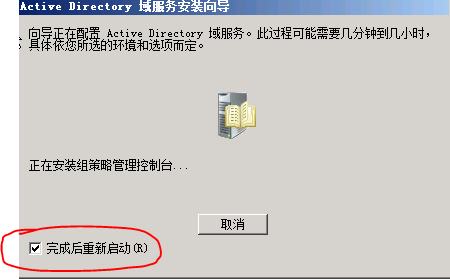 Active Directory 域服务安装向导
向导正在配置 Active Directory 域服务。此过程可能需要几分钟到几小时，
具体依您所选的环境和选项而定。
正在安装组策略管理控制台...
取消
完成后重新启动(R)